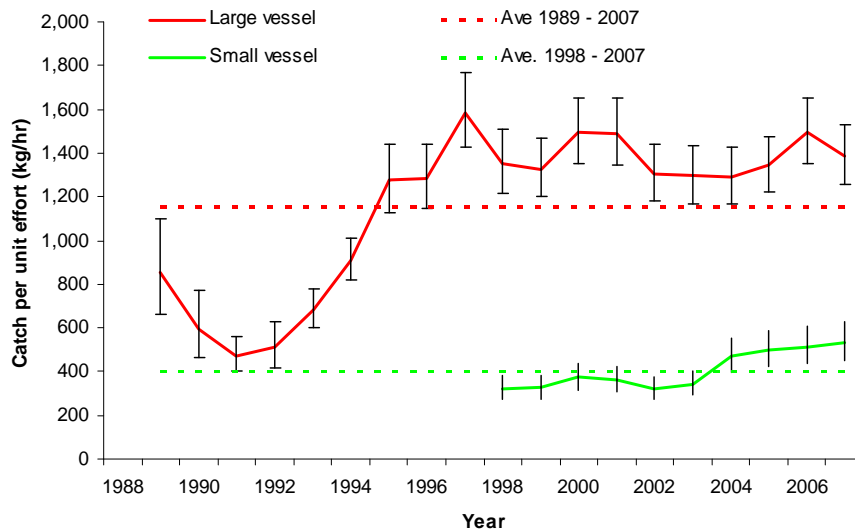 2,000
1,800
1,600
1,400
1,200
1,000
800
600
400
200
0
Catch per unit effort (kg/hr)
Large vessel
Ave 1989 - 2007
Small vessel
Ave. 1998 - 2007
1988 1990 1992 1994 1996 1998 2000 2002 2004 2006
Year